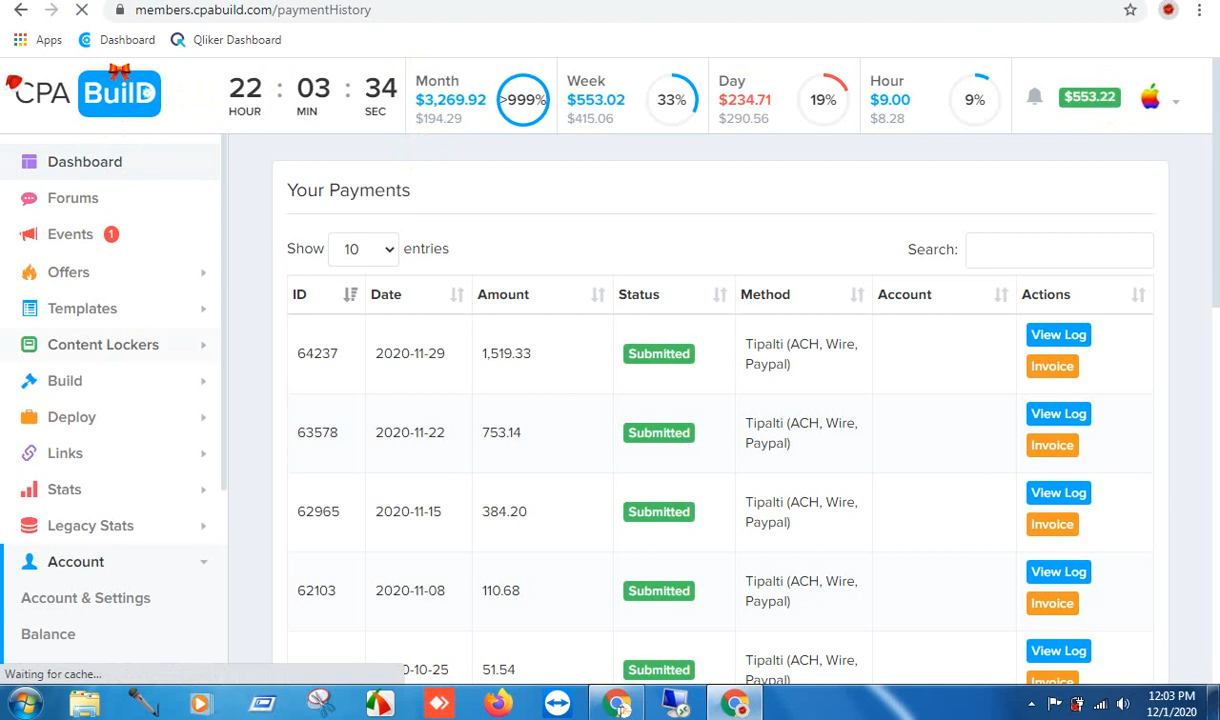 members.cpabuild.com/paymentHistory
Apps Dashboard Qliker Dashboard
CPA BuilD
22 : 03 : 34
HOUR MIN SEC
Month
$3,269.92
$194.29
>999%
Week
$553.02
$415.06
33%
Day
$234.71
$290.56
19%
Hour
$9.00
$8.28
9%
$553.22
Dashboard
Forums
Events 1
Offers
Templates
Content Lockers
Build
Deploy
Links
Stats
Legacy Stats
Account
Account & Settings
Balance
Your Payments
Show 10 entries Search:
ID Date Amount Status Method Account Actions
64237 2020-11-29 1,519.33 Submitted Tipalti (ACH, Wire, Paypal) View Log Invoice
63578 2020-11-22 753.14 Submitted Tipalti (ACH, Wire, Paypal) View Log Invoice
62965 2020-11-15 384.20 Submitted Tipalti (ACH, Wire, Paypal) View Log Invoice
62103 2020-11-08 110.68 Submitted Tipalti (ACH, Wire, Paypal) View Log Invoice
0-10-25 51.54 Submitted Tipalti (ACH, Wire, Paypal) View Log Invoice
Waiting for cache...
12:03 PM
12/1/2020